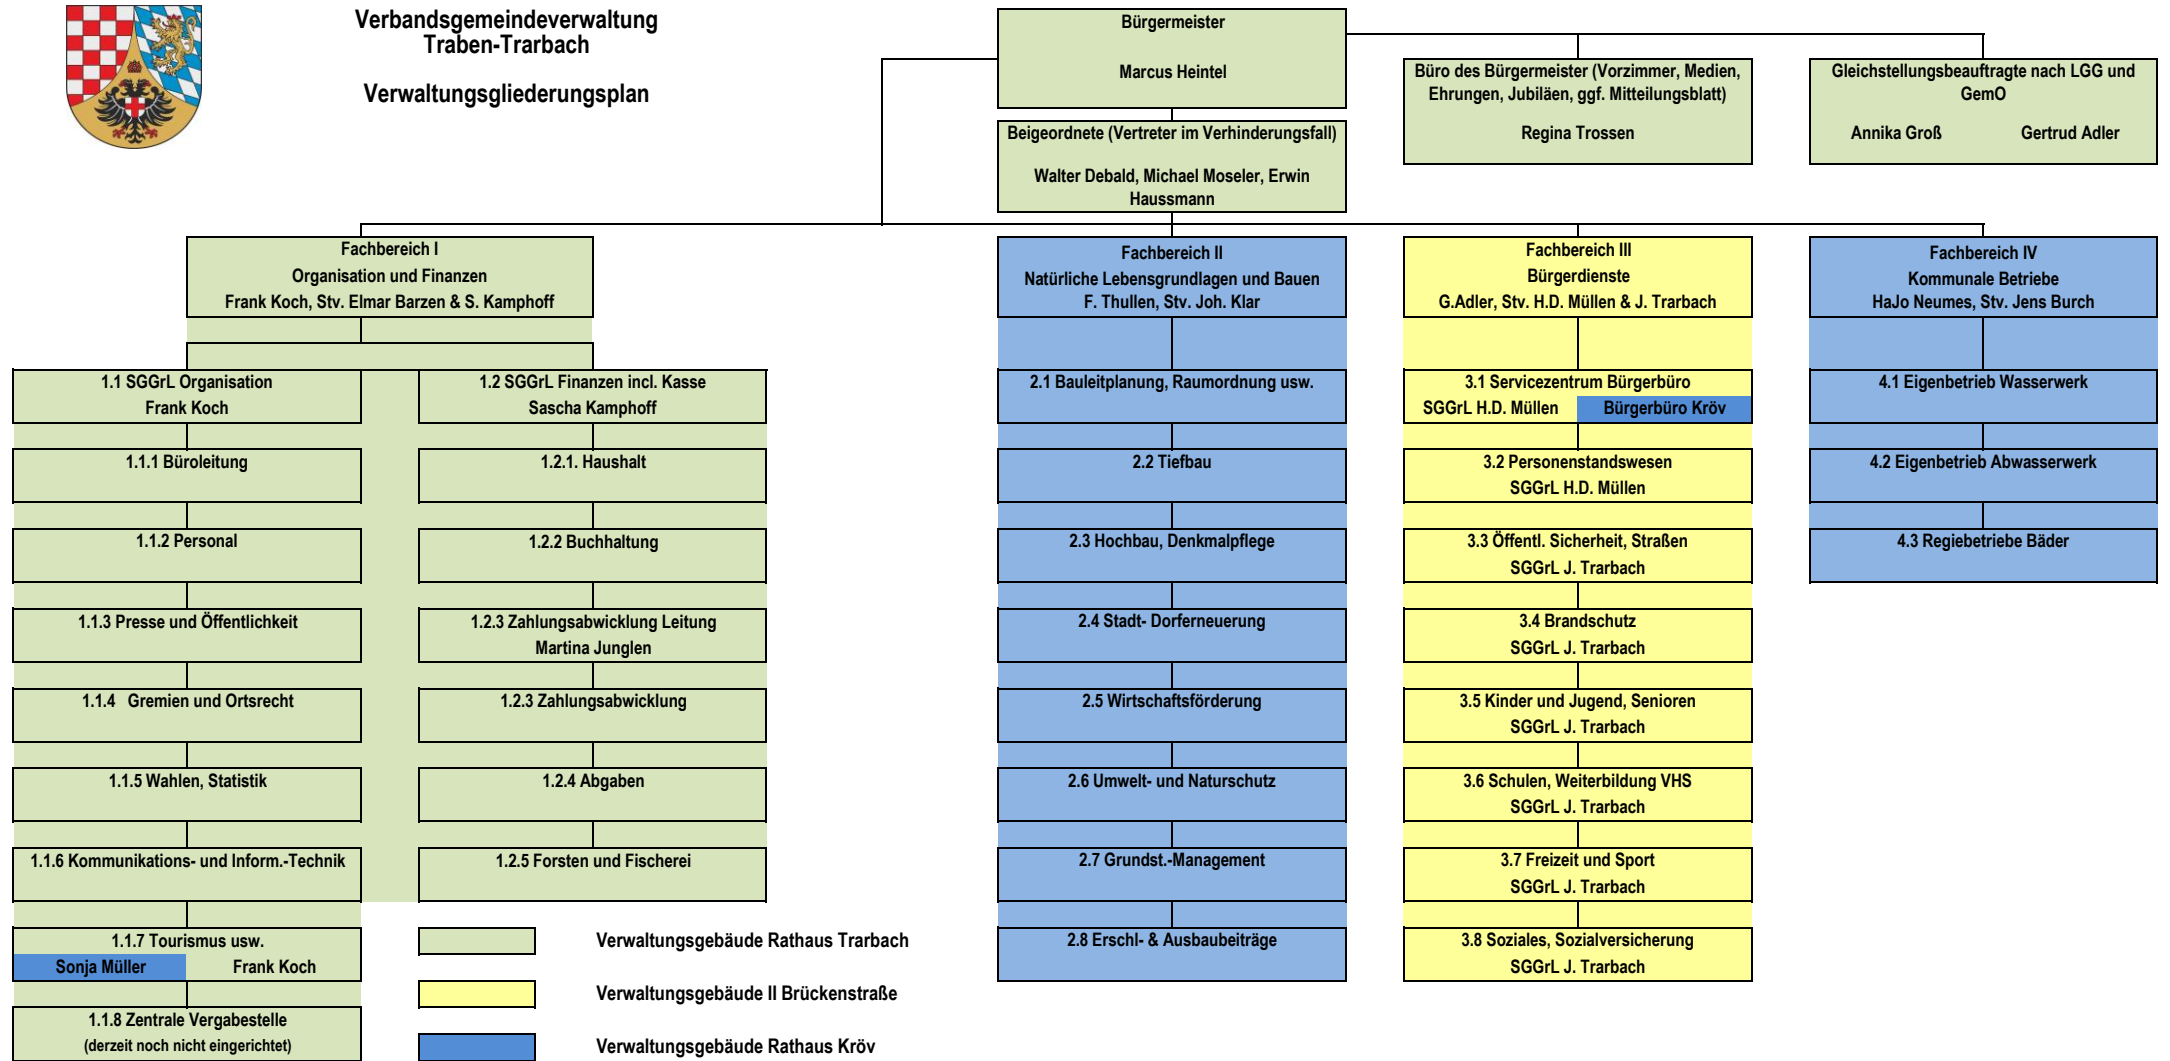 Verbandsgemeindeverwaltung
Traben-Trarbach
Verwaltungsgliederungsplan
Bürgermeister
Marcus Heintel
Büro des Bürgermeister (Vorzimmer, Medien,
Ehrungen, Jubiläen, ggf. Mitteilungsblatt)
Regina Trossen
Gleichstellungsbeauftragte nach LGG und
GemO
Annika Groß Gertrud Adler
Beigeordnete (Vertreter im Verhinderungsfall)
Walter Debald, Michael Moseler, Erwin
Haussmann
Fachbereich I
Organisation und Finanzen
Frank Koch, Stv. Elmar Barzen & S. Kamphoff
Fachbereich II
Natürliche Lebensgrundlagen und Bauen
F. Thullen, Stv. Joh. Klar
Fachbereich III
Bürgerdienste
G.Adler, Stv. H.D. Müllen & J. Trarbach
Fachbereich IV
Kommunale Betriebe
HaJo Neumes, Stv. Jens Burch
1.1 SGGrL Organisation
Frank Koch
1.1.1 Büroleitung
1.1.2 Personal
1.1.3 Presse und Öffentlichkeit
1.1.4 Gremien und Ortsrecht
1.1.5 Wahlen, Statistik
1.1.6 Kommunikations- und Inform.-Technik
1.1.7 Tourismus usw.
Sonja Müller Frank Koch
1.1.8 Zentrale Vergabestelle
(derzeit noch nicht eingerichtet)
1.2 SGGrL Finanzen incl. Kasse
Sascha Kamphoff
1.2.1. Haushalt
1.2.2 Buchhaltung
1.2.3 Zahlungsabwicklung Leitung
Martina Junglen
1.2.3 Zahlungsabwicklung
1.2.4 Abgaben
1.2.5 Forsten und Fischerei
2.1 Bauleitplanung, Raumordnung usw.
2.2 Tiefbau
2.3 Hochbau, Denkmalpflege
2.4 Stadt- Dorferneuerung
2.5 Wirtschaftsförderung
2.6 Umwelt- und Naturschutz
2.7 Grundst.-Management
2.8 Erschl- & Ausbaubeiträge
3.1 Servicezentrum Bürgerbüro
SGGrL H.D. Müllen Bürgerbüro Kröv
3.2 Personenstandswesen
SGGrL H.D. Müllen
3.3 Öffentl. Sicherheit, Straßen
SGGrL J. Trarbach
3.4 Brandschutz
SGGrL J. Trarbach
3.5 Kinder und Jugend, Senioren
SGGrL J. Trarbach
3.6 Schulen, Weiterbildung VHS
SGGrL J. Trarbach
3.7 Freizeit und Sport
SGGrL J. Trarbach
3.8 Soziales, Sozialversicherung
SGGrL J. Trarbach
4.1 Eigenbetrieb Wasserwerk
4.2 Eigenbetrieb Abwasserwerk
4.3 Regiebetriebe Bäder
Verwaltungsgebäude Rathaus Trarbach
Verwaltungsgebäude II Brückenstraße
Verwaltungsgebäude Rathaus Kröv